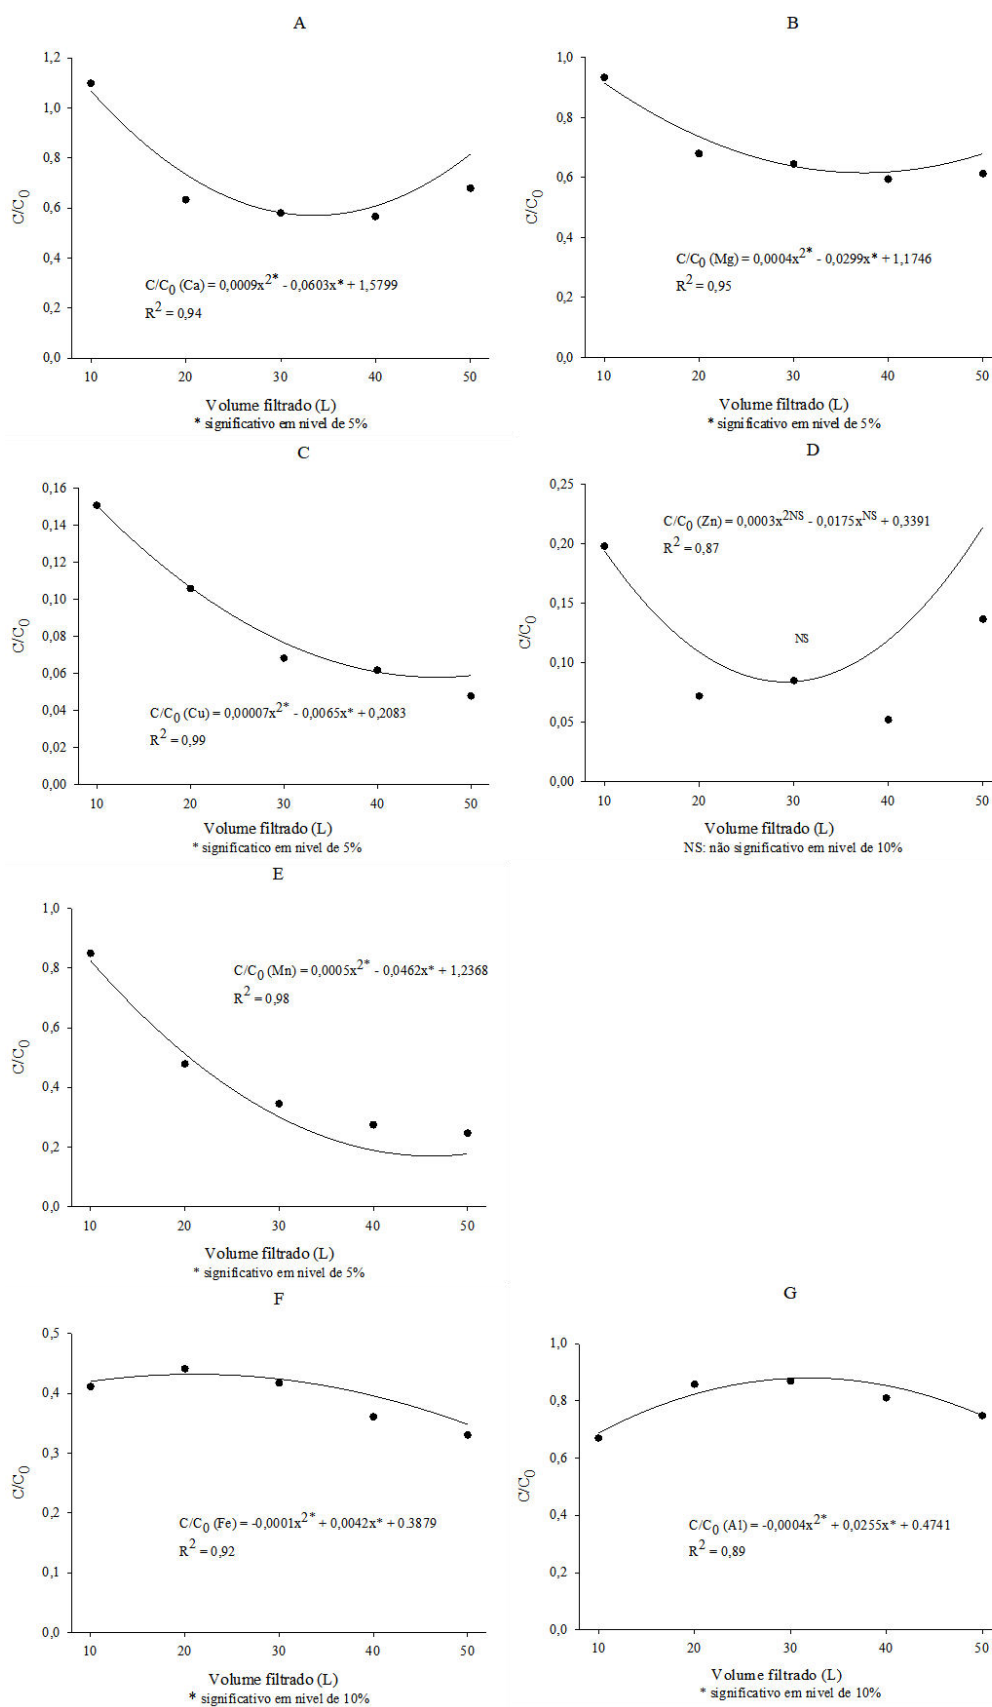 A
1,2
1,0
0,8
0,6
0,4
0,2
0,0
C/C0
C/C0 (Ca) = 0,0009x2* - 0,0603x* + 1,5799
R2 = 0,94
10 20 30 40 50
Volume filtrado (L)
* significativo em nivel de 5%
B
1,0
0,8
0,6
0,4
0,2
0,0
C/C0
C/C0 (Mg) = 0,0004x2* - 0,0299x* + 1,1746
R2 = 0,95
10 20 30 40 50
Volume filtrado (L)
* significativo em nivel de 5%
C
0,16
0,14
0,12
0,10
0,08
0,06
0,04
0,02
0,00
C/C0
C/C0 (Cu) = 0,00007x2* - 0,0065x* + 0,2083
R2 = 0,99
10 20 30 40 50
Volume filtrado (L)
* significatico em nivel de 5%
D
0,25
0,20
0,15
0,10
0,05
0,00
C/C0
C/C0 (Zn) = 0,0003x2NS - 0,0175xNS + 0,3391
R2 = 0,87
NS
10 20 30 40 50
Volume filtrado (L)
NS: não significativo em nivel de 10%
E
1,0
0,8
0,6
0,4
0,2
0,0
C/C0
C/C0 (Mn) = 0,0005x2* - 0,0462x* + 1,2368
R2 = 0,98
10 20 30 40 50
Volume filtrado (L)
* significativo em nivel de 5%
F
0,5
0,4
0,3
0,2
0,1
0,0
C/C0
C/C0 (Fe) = -0,0001x2* + 0,0042x* + 0.3879
R2 = 0,92
10 20 30 40 50
Volume filtrado (L)
* significativo em nivel de 10%
G
1,0
0,8
0,6
0,4
0,2
0,0
C/C0
C/C0 (Al) = -0,0004x2* + 0,0255x* + 0.4741
R2 = 0,89
10 20 30 40 50
Volume filtrado (L)
* significativo em nivel de 10%